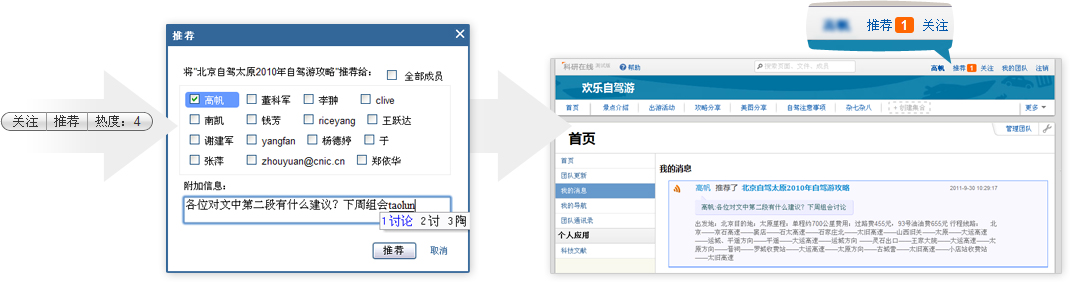 关注 推荐 热度：4
推荐
将"北京自驾太原2010年自驾游攻略"推荐给： 全部成员
高帆 董科军 李翀 clive
南凯 钱芳 riceyang 王跃达
谢建军 yangfan 杨德婷 于
张萍 zhouyuan@cnic.cn 郑依华
附加信息：
各位对文中第二段有什么建议？下周组会taolun
1讨论 2讨 3陶
推荐 取消
推荐 1 关注
科研在线 帮助 搜索页面、文件、成员 高帆 推荐 1 关注 我的团队 注销
欢乐自驾游
首页 景点介绍 出游活动 攻略分享 美图分享 自驾注意事项 杂七杂八 +创建集合 更多
管理团队
首页
首页
团队更新
我的消息
我的导航
团队通讯录
个人应用
科技文献
我的消息
高帆 推荐了 北京自驾太原2010年自驾游攻略 2011-8-30 10:29:17
高帆:各位对文中第二段有什么建议？下周组会讨论
出发地：北京目的地：太原里程：单程约700公里费用：过路费455元，93号油油费655元 行程线路： 北
京——京石高速——窦店——石太高速——石家庄北——太旧高速——山西旧关——太原——大运高速
——运城、平遥方向——平遥——大运高速——运城方向——灵石出口——王家大院——大运高速——太
原方向——晋祠——罗城收费站——大运高速——太原方向——古城营——太旧高速——小店站收费站
——太旧高速